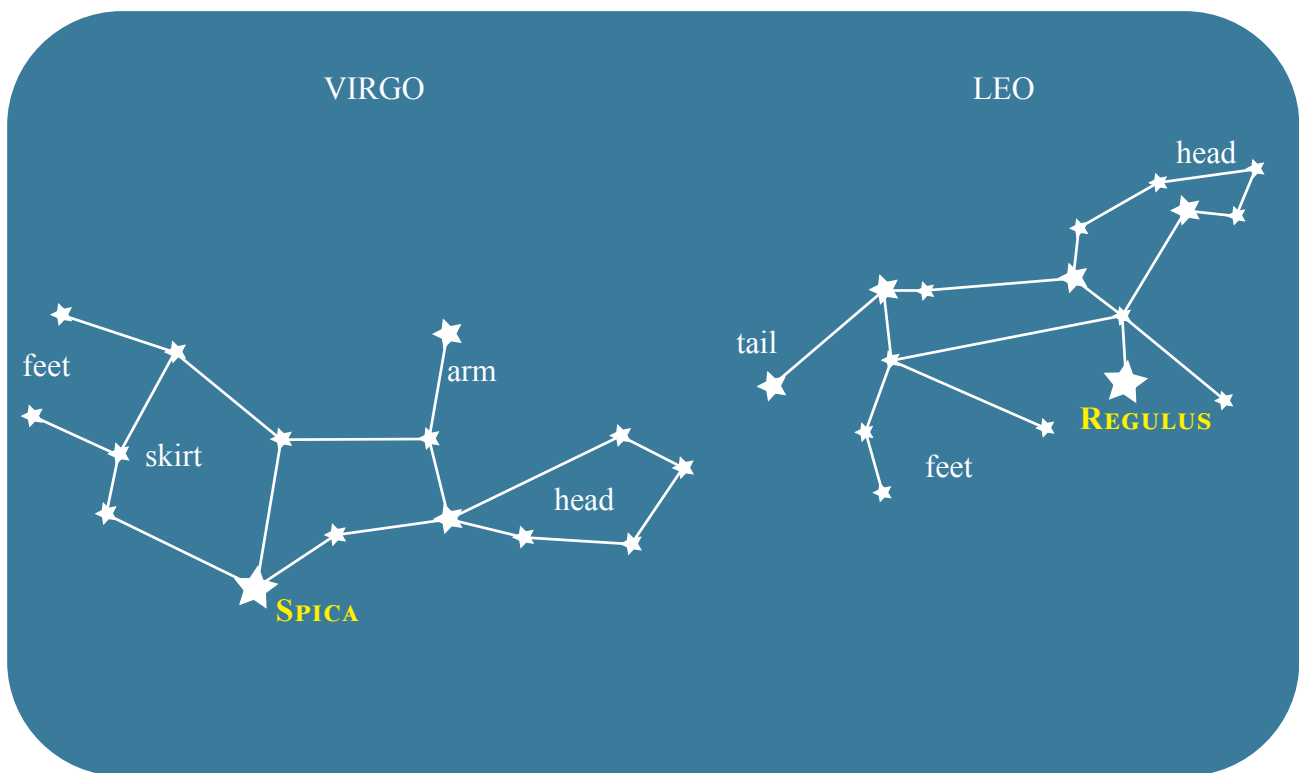 VIRGO
LEO
head
tail
feet
arm
skirt
head
feet
REGULUS
SPICA